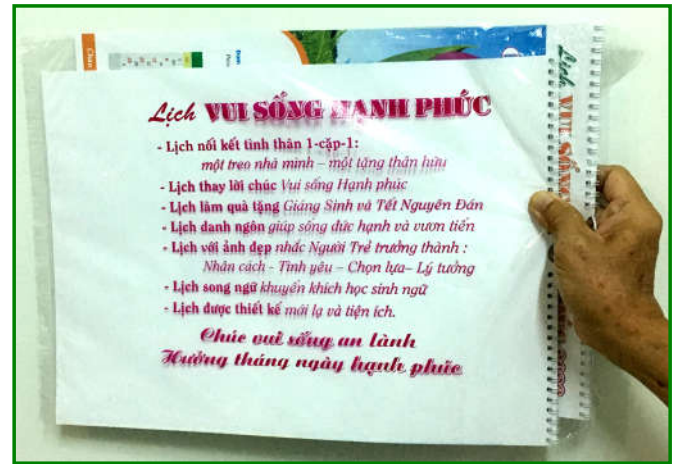 Lịch VUI SỐNG HẠNH PHÚC
- Lịch nối kết tình thân 1-cặp-1:
một treo nhà mình – một tặng thân hữu
- Lịch thay lời chúc Vui sống Hạnh phúc
- Lịch làm quà tặng Giáng Sinh và Tết Nguyên Đán
- Lịch danh ngôn giúp sống đức hạnh và vươn tiến
- Lịch với ảnh đẹp nhắc Người Trẻ trưởng thành :
Nhân cách - Tình yêu – Chọn lựa– Lý tưởng
- Lịch song ngữ khuyến khích học sinh ngữ
- Lịch được thiết kế mới lạ và tiện ích.
Chúc vui sống an lành
Hưởng tháng ngày hạnh phúc
Lịch VUI SỐNG